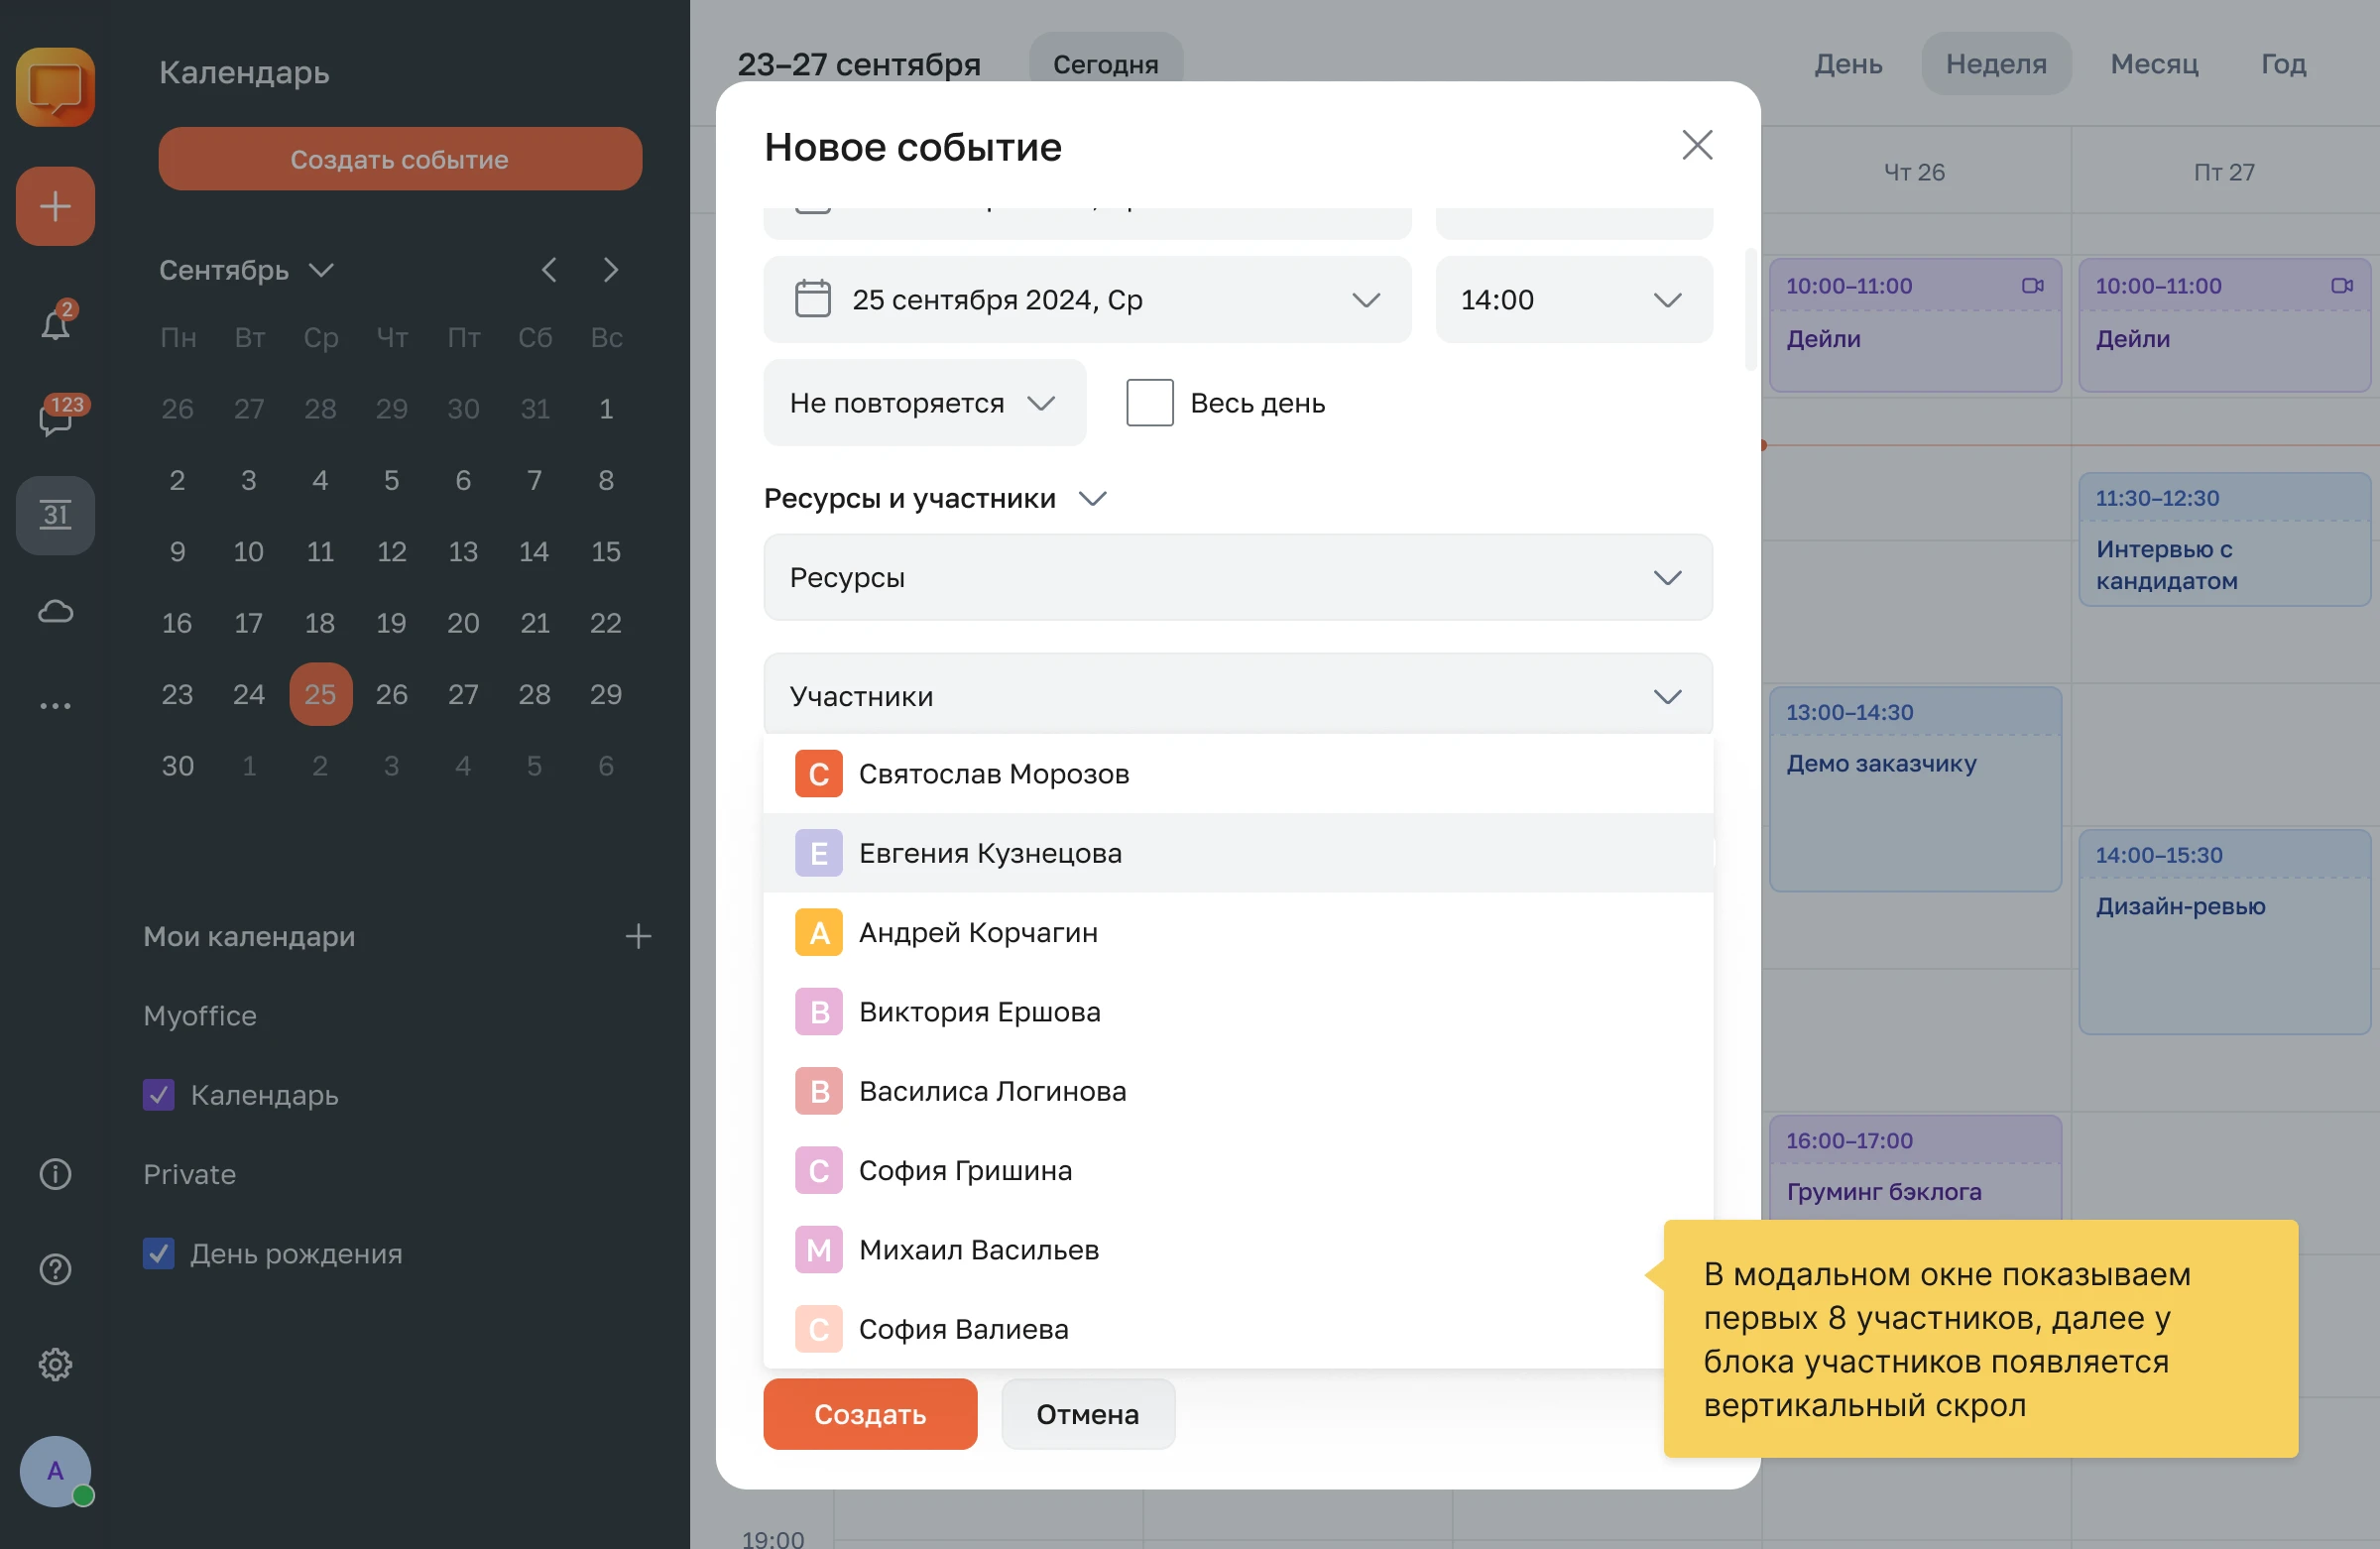 Календарь
Создать событие
2
123
31
Сентябрь
Пн Вт Ср Чт Пт Сб Вс
26 27 28 29 30 31 1
2 3 4 5 6 7 8
9 10 11 12 13 14 15
16 17 18 19 20 21 22
23 24 25 26 27 28 29
30 1 2 3 4 5 6
Мои календари
Myoffice
Календарь
Private
День рождения
А
23–27 сентября
Сегодня
День
Неделя
Месяц
Год
Новое событие
25 сентября 2024, Ср
14:00
Не повторяется
Весь день
Ресурсы и участники
Ресурсы
Участники
С Святослав Морозов
Е Евгения Кузнецова
А Андрей Корчагин
В Виктория Ершова
В Василиса Логинова
С София Гришина
М Михаил Васильев
С София Валиева
Создать
Отмена
Чт 26
Пт 27
10:00–11:00
Дейли
10:00–11:00
Дейли
11:30–12:30
Интервью с
кандидатом
13:00–14:30
Демо заказчику
14:00–15:30
Дизайн-ревью
16:00–17:00
Груминг бэклога
В модальном окне показываем
первых 8 участников, далее у
блока участников появляется
вертикальный скрол
19:00